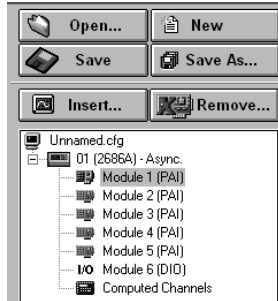 Open... New
Save Save As...
Insert... Remove...
Unnamed.cfg
01 (2686A) - Async.
Module 1 (PAI)
Module 2 (PAI)
Module 3 (PAI)
Module 4 (PAI)
Module 5 (PAI)
I/O Module 6 (DIO)
Computed Channels